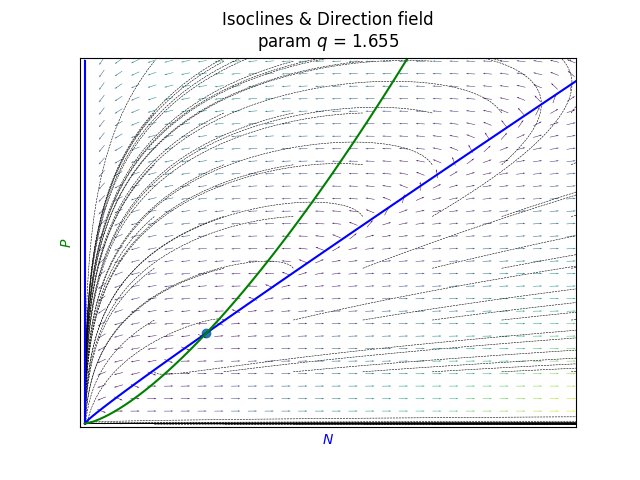 Isoclines & Direction field
param q = 1.655
P
N